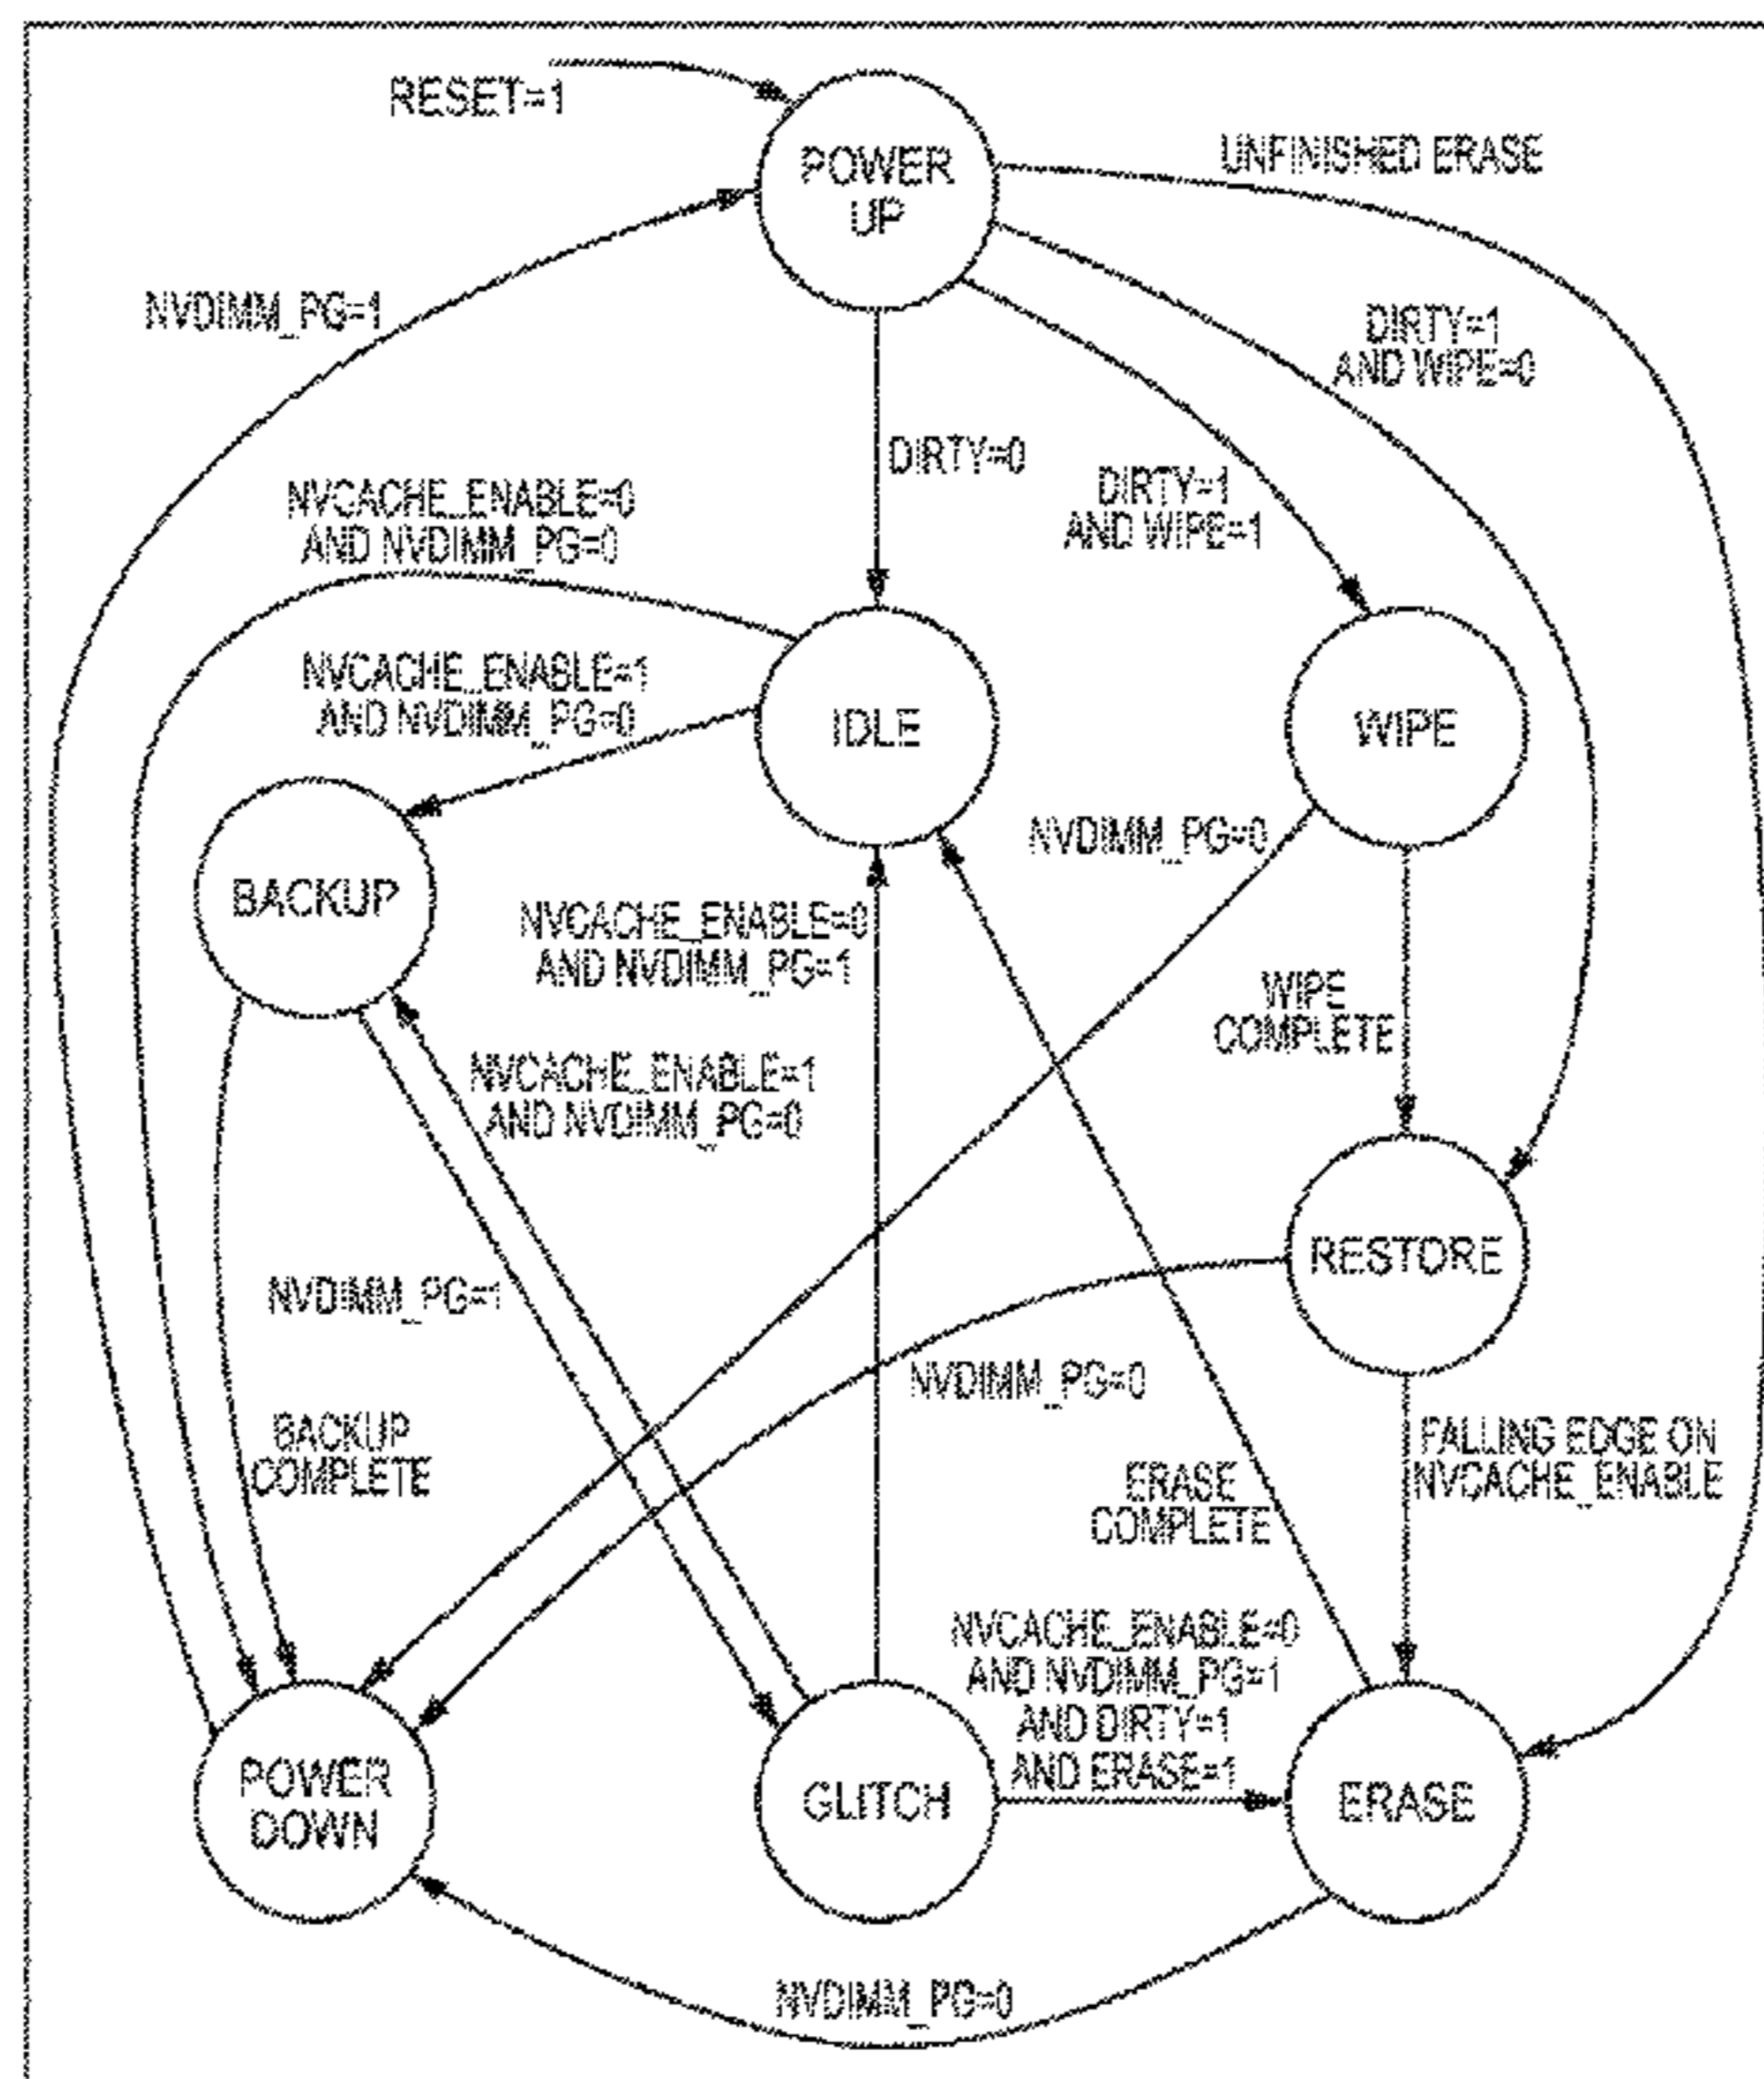 RESET=1
POWER
UP
UNFINISHED ERASE
NVDIMM_PG=1
DIRTY=1
AND WIPE=0
DIRTY=0
DIRTY=1
AND WIPE=1
NVCACHE_ENABLE=0
AND NVDIMM_PG=0
NVCACHE_ENABLE=1
AND NVDIMM_PG=0
IDLE
WIPE
NVDIMM_PG=0
BACKUP
NVCACHE_ENABLE=0
AND NVDIMM_PG=1
WIPE
COMPLETE
NVCACHE_ENABLE=1
AND NVDIMM_PG=0
RESTORE
NVDIMM_PG=1
NVDIMM_PG=0
BACKUP
COMPLETE
FALLING EDGE ON
NVCACHE_ENABLE
ERASE
COMPLETE
NVCACHE_ENABLE=0
AND NVDIMM_PG=1
AND DIRTY=1
AND ERASE=1
POWER
DOWN
GLITCH
ERASE
NVDIMM_PG=0